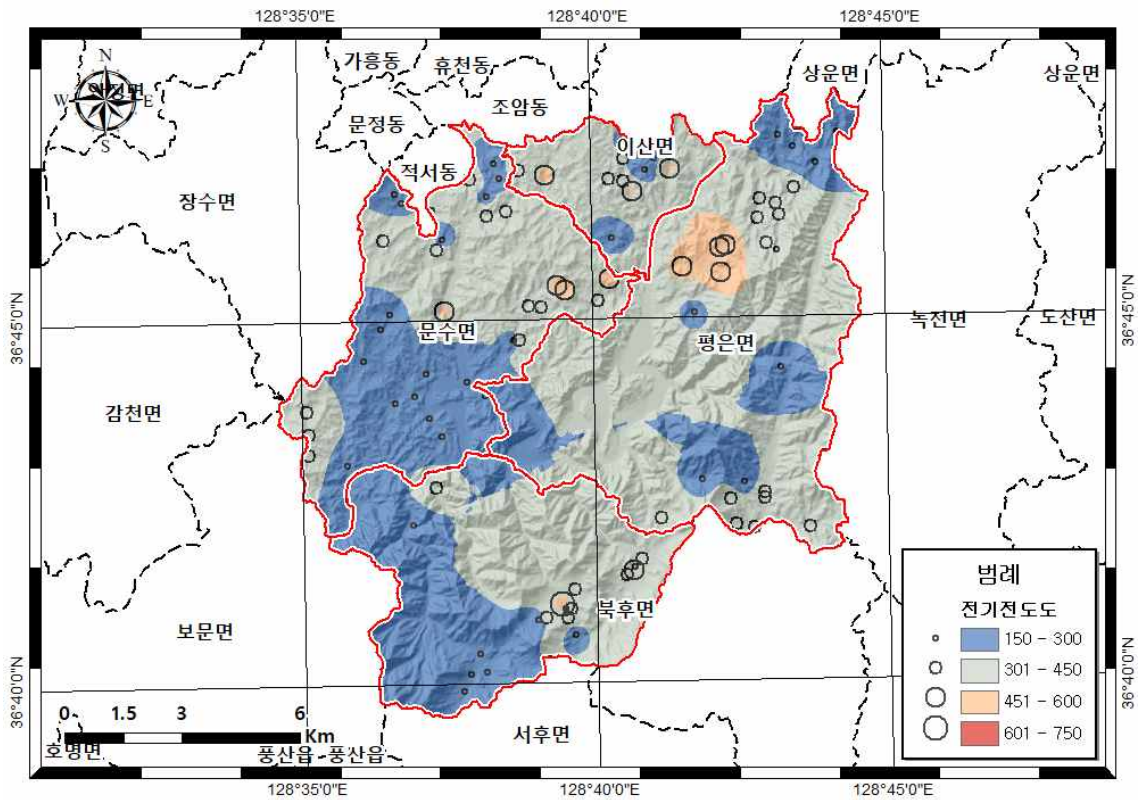 128°35'0"E 128°40'0"E 128°45'0"E
N
W E
S
가흥동
휴천동
상운면
상운면
조암동
문정동
이산면
적서동
장수면
36°45'0"N
36°45'0"N
문수면
평은면
녹전면
도산면
감천면
범례
전기전도도
150 - 300
301 - 450
451 - 600
601 - 750
북후면
보문면
36°40'0"N
36°40'0"N
0 1.5 3 6
Km
서후면
호명면
풍산읍 풍산읍
128°35'0"E 128°40'0"E 128°45'0"E